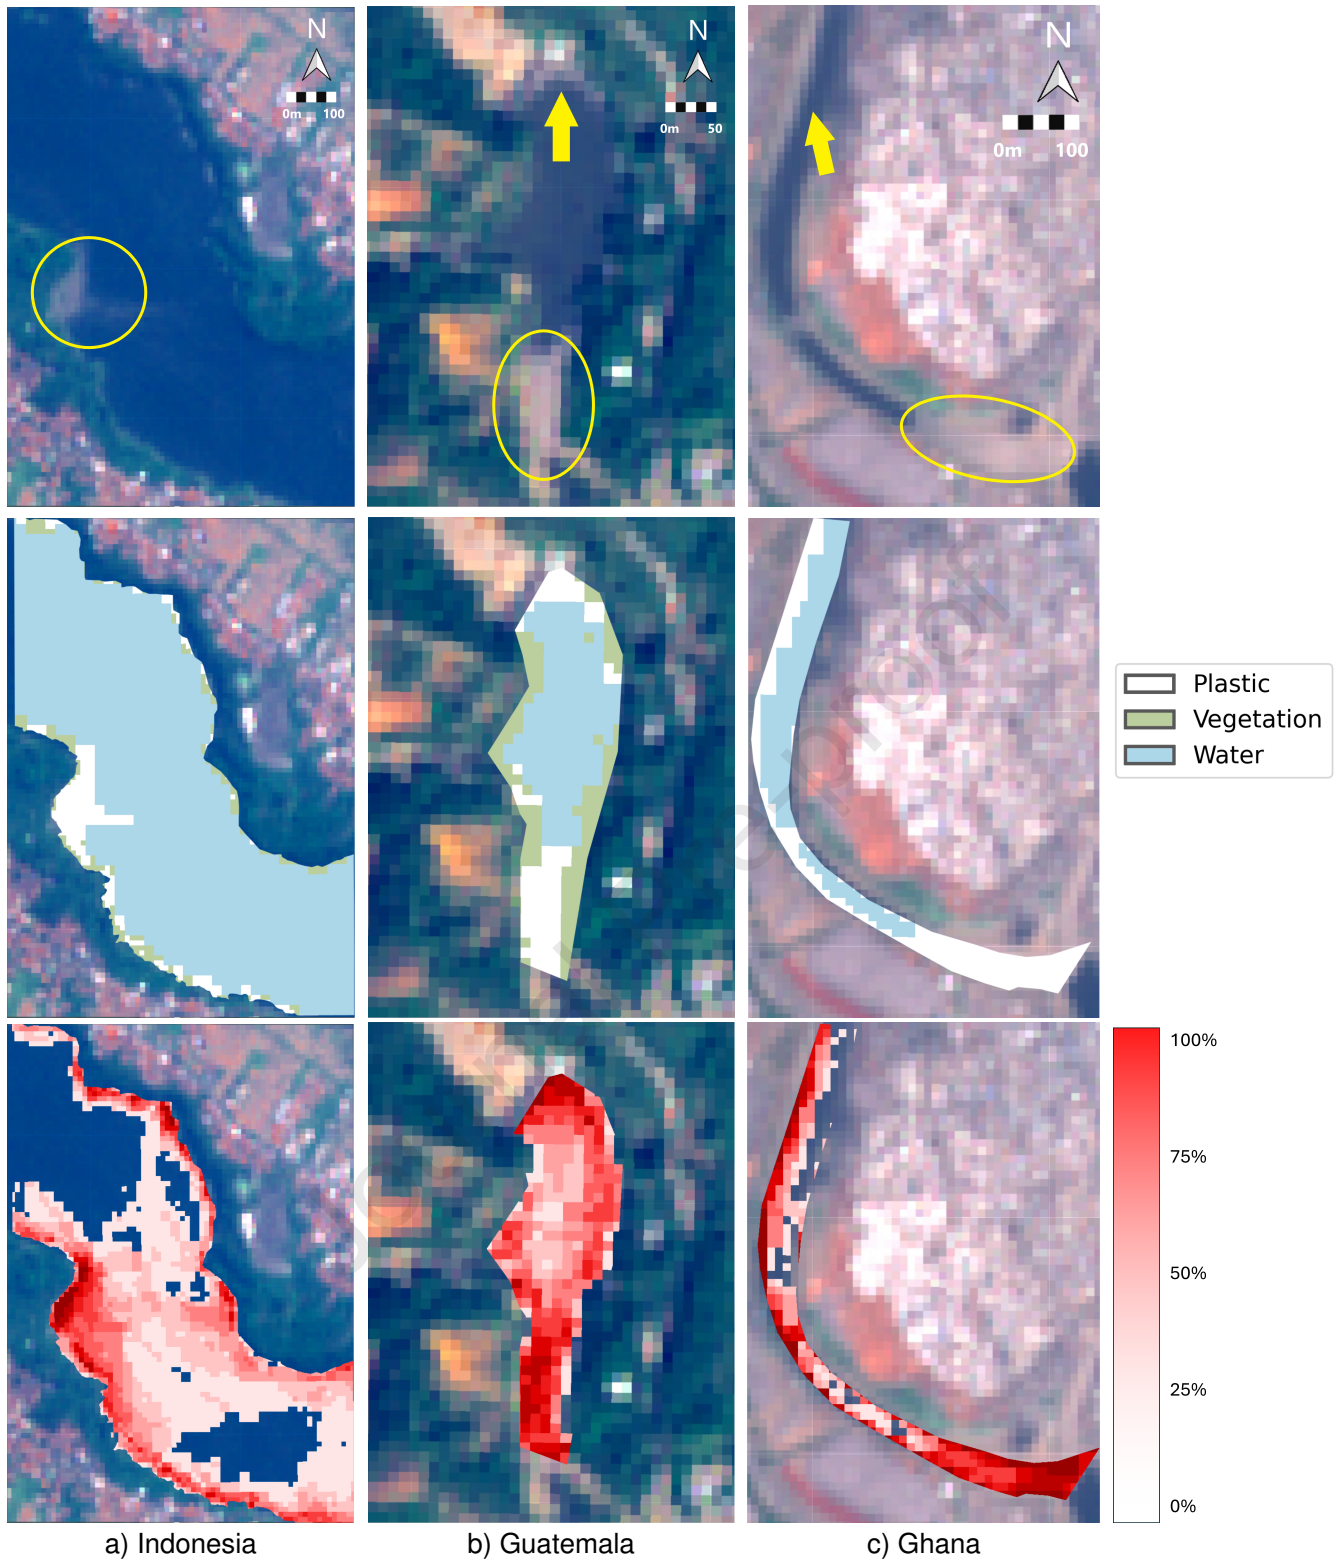 N
0m 100
N
0m 50
N
0m 100
Plastic
Vegetation
Water
100%
75%
50%
25%
0%
a) Indonesia
b) Guatemala
c) Ghana